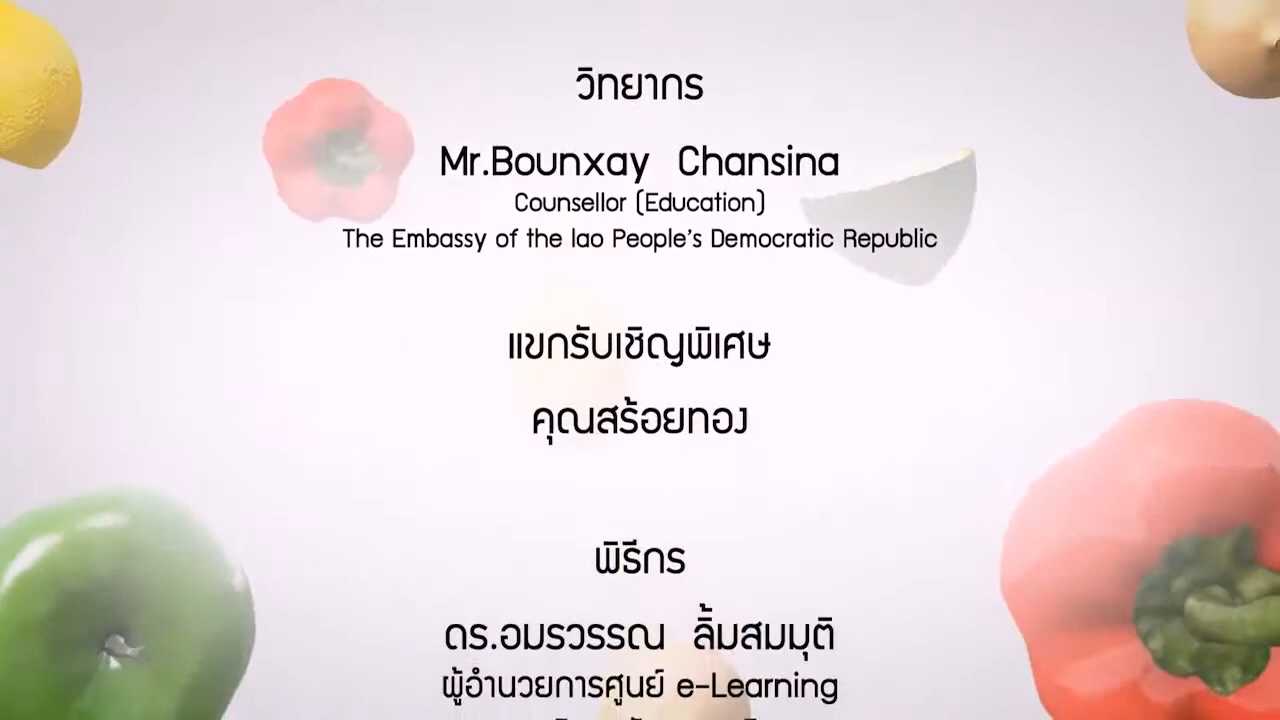 วิทยากร
Mr.Bounxay Chansina
Counsellor (Education)
The Embassy of the lao People's Democratic Republic
แขกรับเชิญพิเศษ
คุณสร้อยทอง
พิธีกร
ดร.อมรวรรณ ลิ้มสมมุติ
ผู้อำนวยการศูนย์ e-Learning